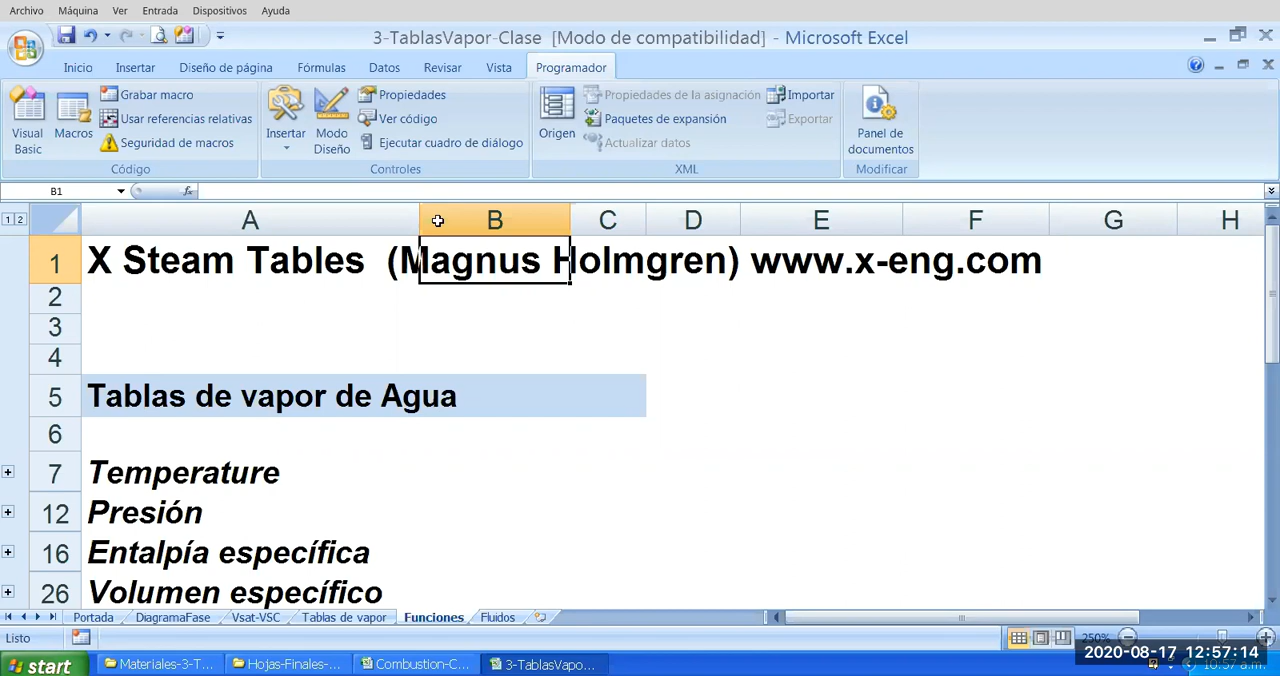 Archivo Máquina Ver Entrada Dispositivos Ayuda
3-TablasVapor-Clase [Modo de compatibilidad] - Microsoft Excel
Inicio Insertar Diseño de página Fórmulas Datos Revisar Vista Programador
Visual Basic
Macros
Grabar macro
Usar referencias relativas
Seguridad de macros
Código
Insertar
Modo Diseño
Propiedades
Ver código
Ejecutar cuadro de diálogo
Controles
Origen
Propiedades de la asignación
Paquetes de expansión
Actualizar datos
Importar
Exportar
XML
Panel de documentos
Modificar
B1 fx
1 2 A B C D E F G H
1 X Steam Tables (Magnus Holmgren) www.x-eng.com
2
3
4
5 Tablas de vapor de Agua
6
7 Temperature
12 Presión
16 Entalpía específica
26 Volumen específico
Portada DiagramaFase Vsat-VSC Tablas de vapor Funciones Fluidos
Listo 250%
2020-08-17 12:57:14
start Materiales-3-T... Hojas-Finales-... Combustion-C... 3-TablasVapo... 10:57 a.m.